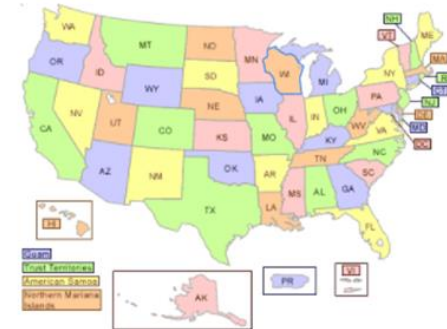 WA
MT
ND
MN
OR
ID
SD
WI
MI
NY
ME
NH
VT
MA
R
CT
NJ
DE
MD
DC
WY
NE
IA
PA
NV
UT
CO
KS
MO
IL
IN
OH
WV
VA
KY
CA
AZ
NM
OK
AR
TN
NC
SC
TX
LA
MS
AL
GA
FL
HI
AK
PR
VI
Guam
Trust Territories
American Samoa
Northern Mariana
Islands